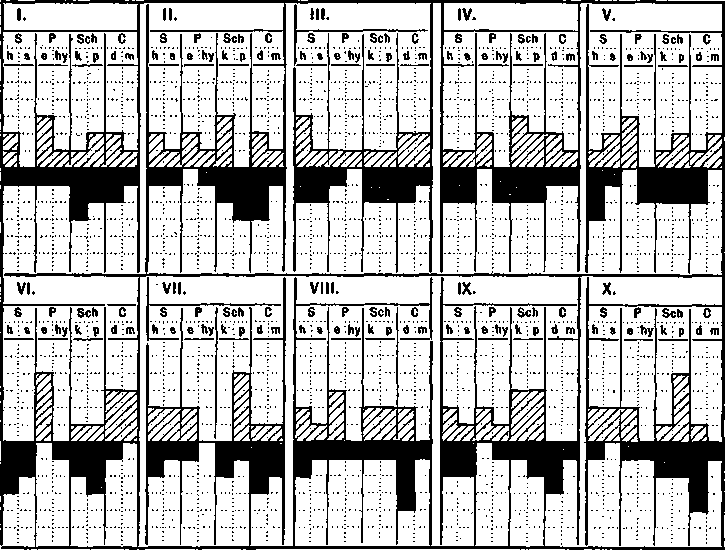 I. II. III. IV. V.
S P Sch C S P Sch C S P Sch C S P Sch C S P Sch C
h s e hy k p d m h s e hy k p d m h s e hy k p d m h s e hy k p d m h s e hy k p d m
VI. VII. VIII. IX. X.
S P Sch C S P Sch C S P Sch C S P Sch C S P Sch C
h s e hy k p d m h s e hy k p d m h s e hy k p d m h s e hy k p d m h s e hy k p d m